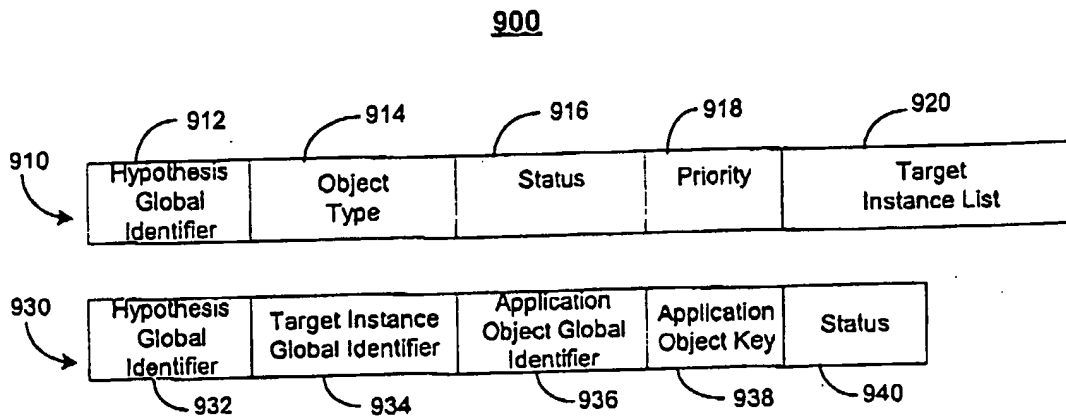 900
912
914
916
918
920
910
Hypothesis
Global
Identifier
Object
Type
Status
Priority
Target
Instance List
930
Hypothesis
Global
Identifier
Target Instance
Global Identifier
Application
Object Global
Identifier
Application
Object Key
Status
932
934
936
938
940